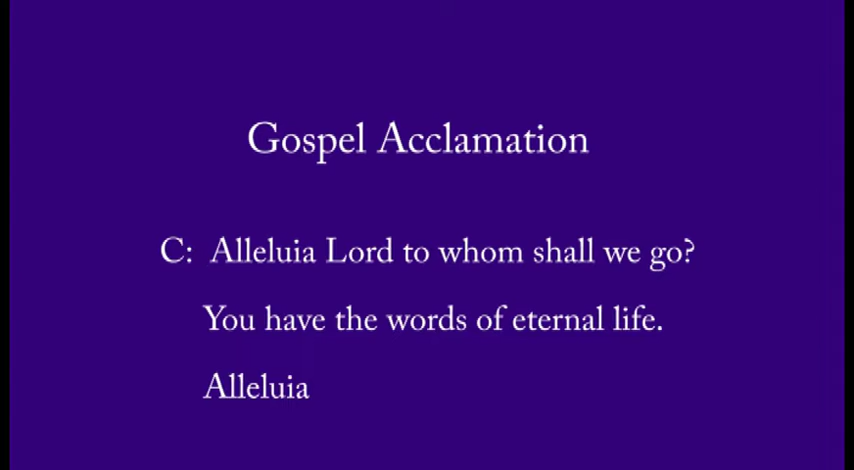 Gospel Acclamation
C: Alleluia Lord to whom shall we go?
You have the words of eternal life.
Alleluia